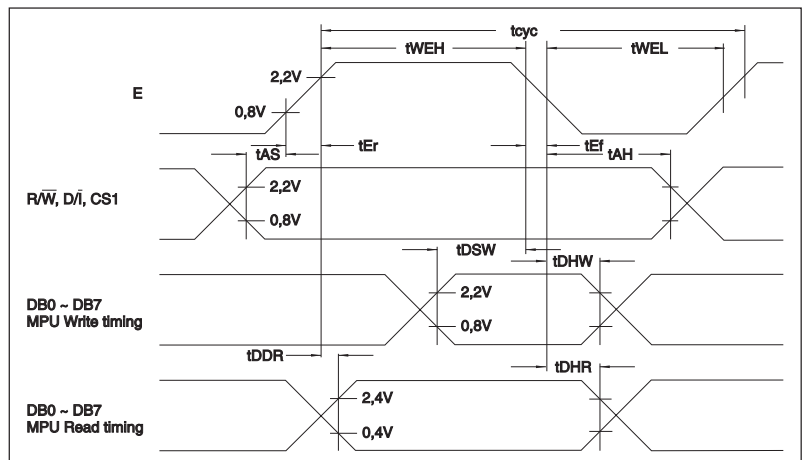 tcyc
tWEH
tWEL
2,2V
E
0,8V
tEr
tEf
tAS
tAH
2,2V
R/W̅, D/I̅, CS1
0,8V
tDSW
tDHW
2,2V
DB0 ~ DB7
MPU Write timing
0,8V
tDDR
tDHR
2,4V
DB0 ~ DB7
MPU Read timing
0,4V